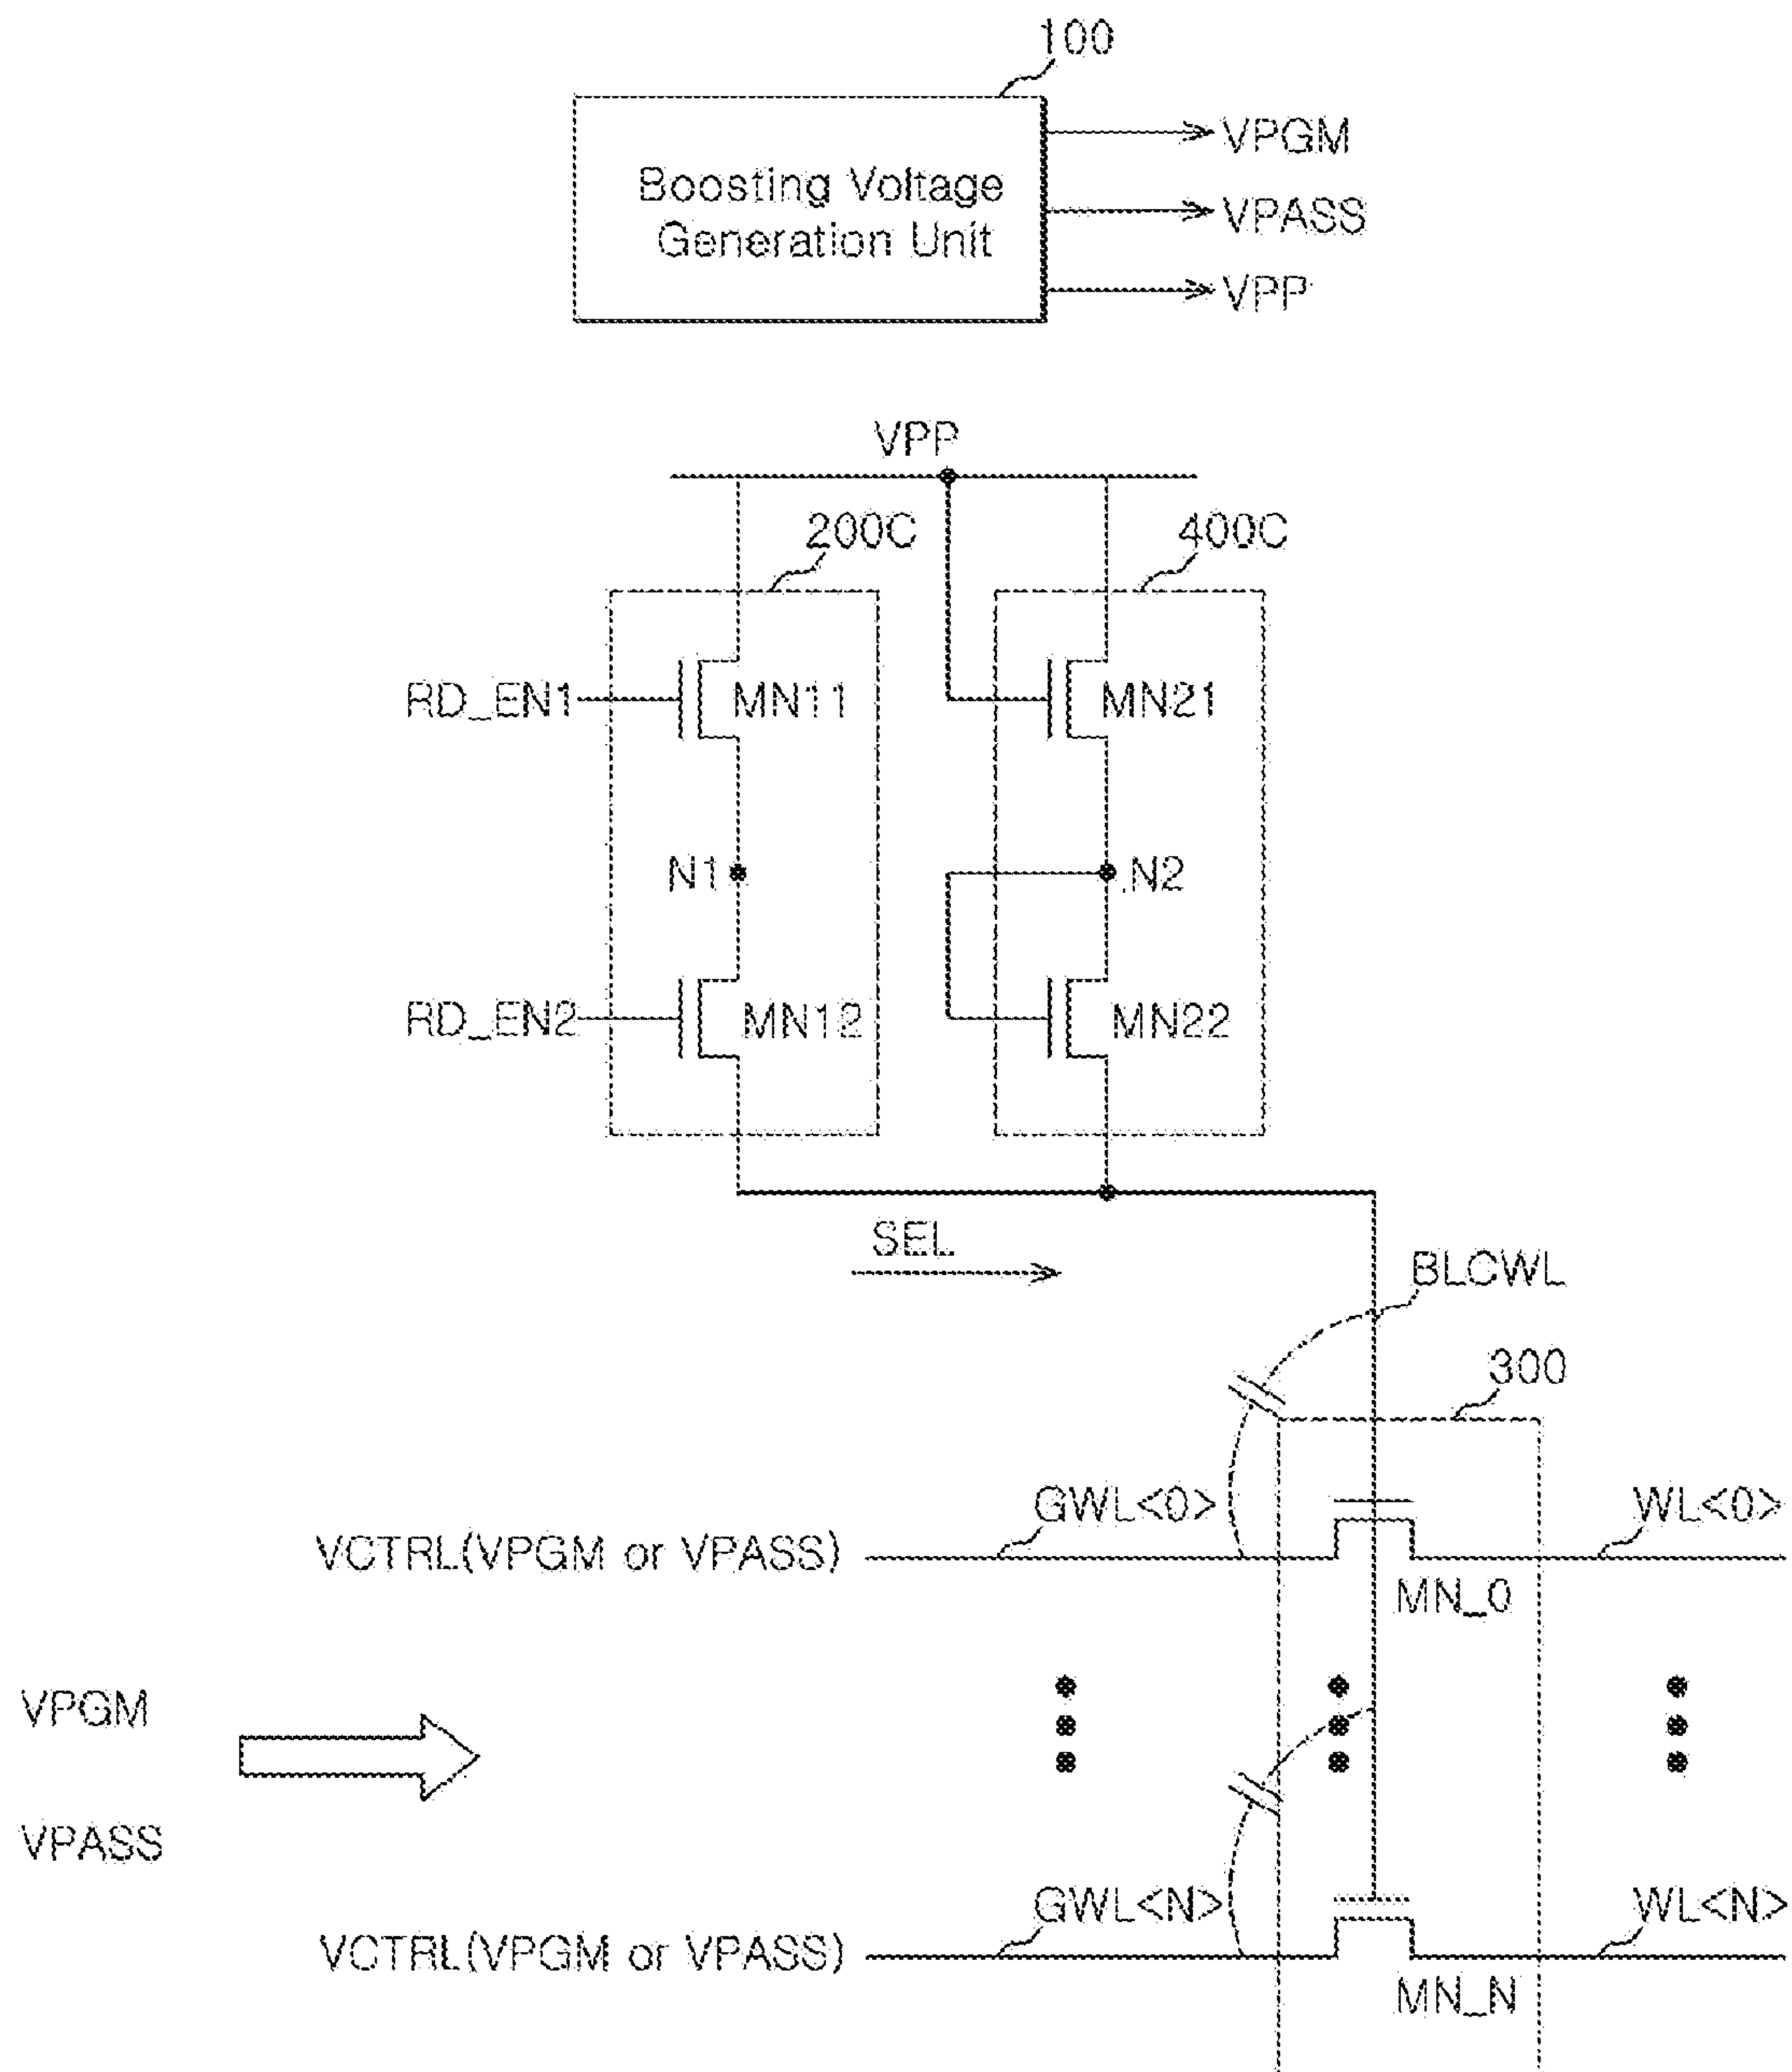 100
Boosting Voltage
Generation Unit
VPGM
VPASS
VPP
VPP
200C
400C
RD_EN1
MN11
MN21
N1
N2
RD_EN2
MN12
MN22
SEL
BLCWL
300
GWL<0>
WL<0>
VCTRL(VPGM or VPASS)
MN_0
VPGM
VPASS
GWL<N>
WL<N>
VCTRL(VPGM or VPASS)
MN_N